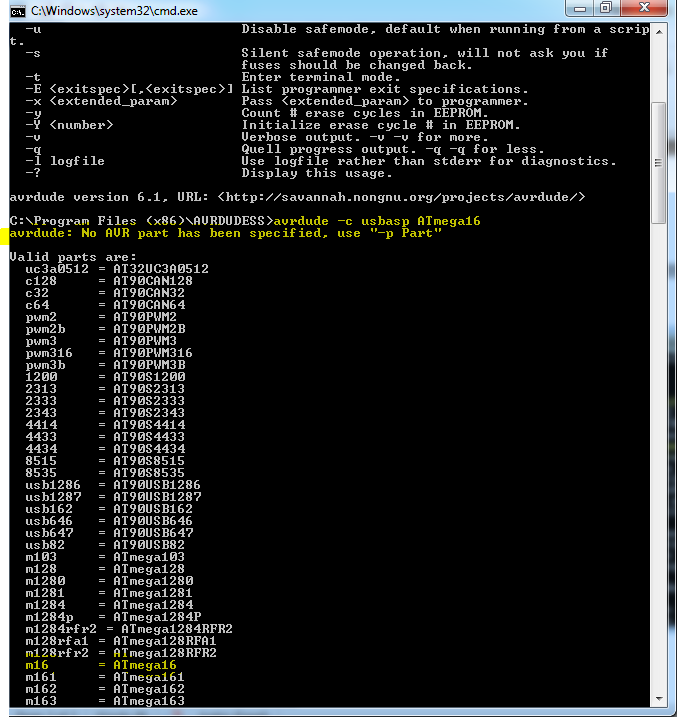 C:\Windows\system32\cmd.exe
-u Disable safemode, default when running from a scrip
t.
-s Silent safemode operation, will not ask you if
fuses should be changed back.
-t Enter terminal mode.
-E <exitspec>[,<exitspec>] List programmer exit specifications.
-x <extended_param> Pass <extended_param> to programmer.
-y Count # erase cycles in EEPROM.
-Y <number> Initialize erase cycle # in EEPROM.
-v Verbose output. -v -v for more.
-q Quell progress output. -q -q for less.
-l logfile Use logfile rather than stderr for diagnostics.
-? Display this usage.
avrdude version 6.1, URL: <http://savannah.nongnu.org/projects/avrdude/>
C:\Program Files (x86)\AVRDUDESS>avrdude -c usbasp ATmega16
avrdude: No AVR part has been specified, use "-p Part"
Valid parts are:
uc3a0512 = AT32UC3A0512
c128 = AT90CAN128
c32 = AT90CAN32
c64 = AT90CAN64
pwm2 = AT90PWM2
pwm2b = AT90PWM2B
pwm3 = AT90PWM3
pwm316 = AT90PWM316
pwm3b = AT90PWM3B
1200 = AT90S1200
2313 = AT90S2313
2333 = AT90S2333
2343 = AT90S2343
4414 = AT90S4414
4433 = AT90S4433
4434 = AT90S4434
8515 = AT90S8515
8535 = AT90S8535
usb1286 = AT90USB1286
usb1287 = AT90USB1287
usb162 = AT90USB162
usb646 = AT90USB646
usb647 = AT90USB647
usb82 = AT90USB82
m103 = ATmega103
m128 = ATmega128
m1280 = ATmega1280
m1281 = ATmega1281
m1284 = ATmega1284
m1284p = ATmega1284P
m1284rfr2 = ATmega1284RFR2
m128rfa1 = ATmega128RFA1
m128rfr2 = ATmega128RFR2
m16 = ATmega16
m161 = ATmega161
m162 = ATmega162
m163 = ATmega163